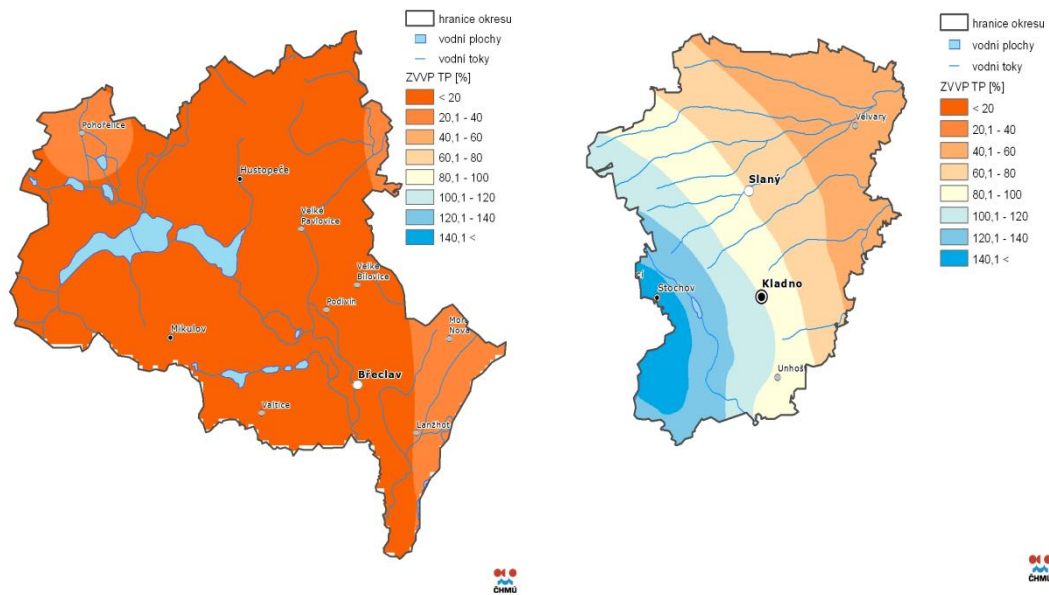 hranice okresu
vodní plochy
vodní toky
ZVVP TP [%]
< 20
20,1 - 40
40,1 - 60
60,1 - 80
80,1 - 100
100,1 - 120
120,1 - 140
140,1 <
Pohořelice
Hustopeče
Velké
Pavlovice
Velké
Bílovice
Podivín
Mor.
Nová
Mikulov
Břeclav
Valtice
Lanžhot
ČHMÚ
hranice okresu
vodní plochy
vodní toky
ZVVP TP [%]
< 20
20,1 - 40
40,1 - 60
60,1 - 80
80,1 - 100
100,1 - 120
120,1 - 140
140,1 <
Velvary
Slaný
Stochov
Kladno
Unhošť
ČHMÚ